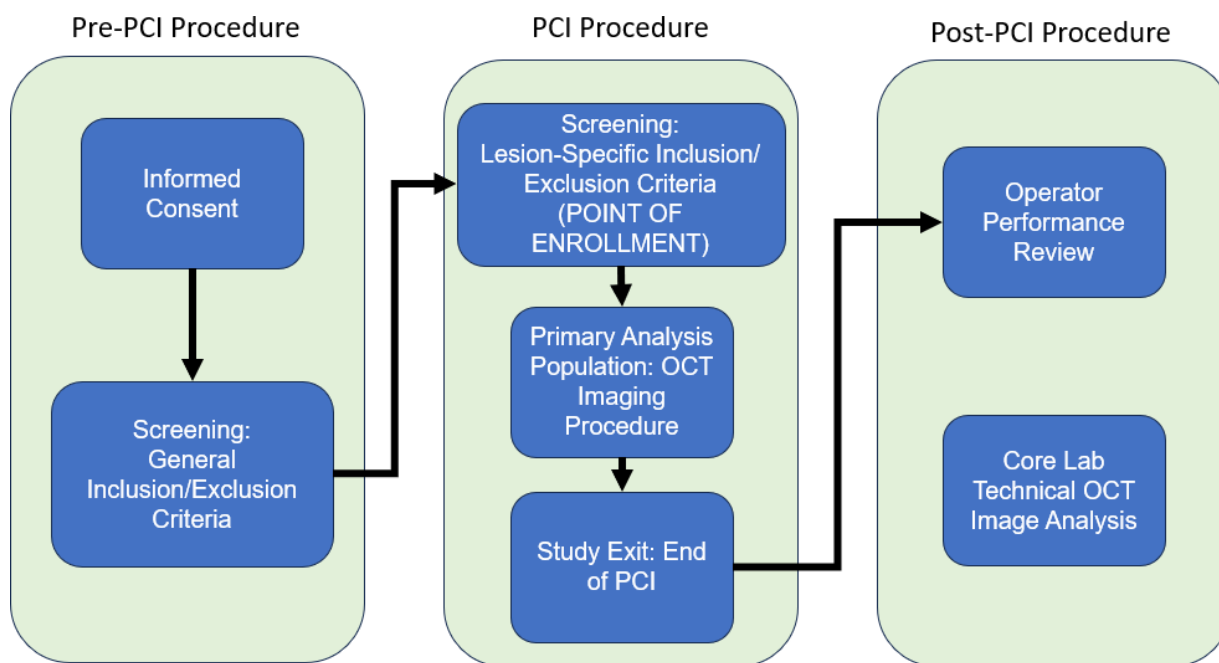 Pre-PCI Procedure
Informed
Consent
Screening:
General
Inclusion/Exclusion
Criteria
PCI Procedure
Screening:
Lesion-Specific Inclusion/
Exclusion Criteria
(POINT OF
ENROLLMENT)
Primary Analysis
Population: OCT
Imaging
Procedure
Study Exit: End
of PCI
Post-PCI Procedure
Operator
Performance
Review
Core Lab
Technical OCT
Image Analysis